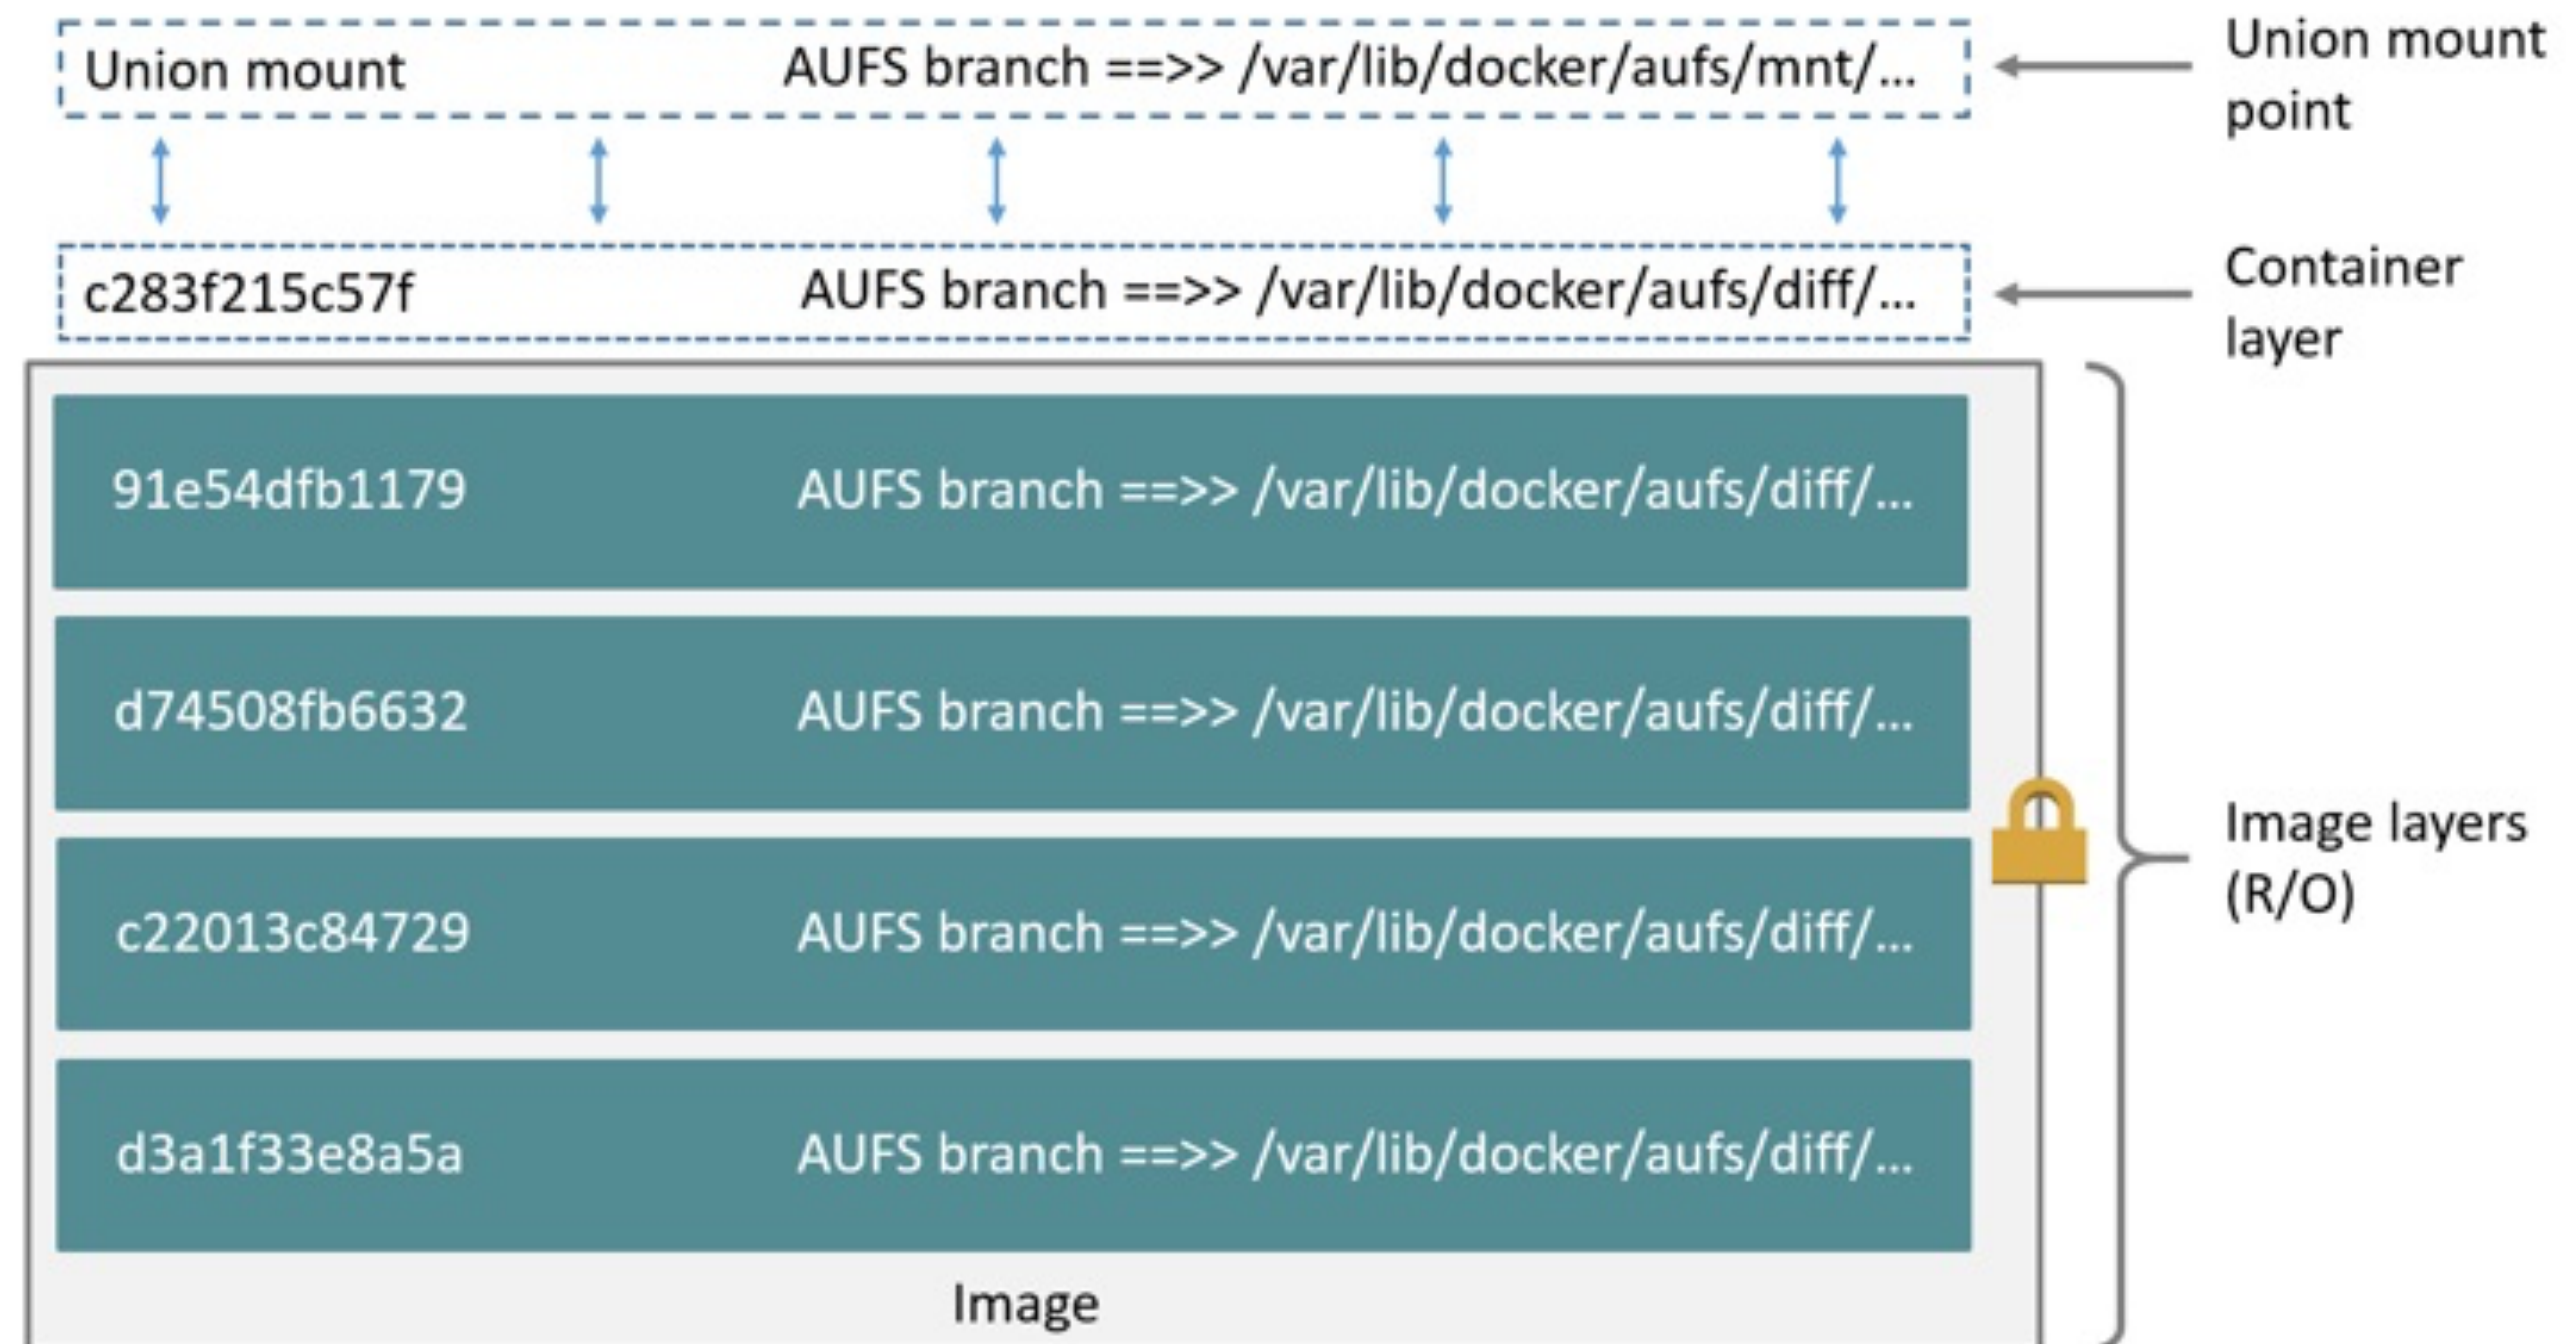 Union mount AUFS branch ==>> /var/lib/docker/aufs/mnt/...
Union mount
point
c283f215c57f AUFS branch ==>> /var/lib/docker/aufs/diff/...
Container
layer
91e54dfb1179 AUFS branch ==>> /var/lib/docker/aufs/diff/...
d74508fb6632 AUFS branch ==>> /var/lib/docker/aufs/diff/...
Image layers
(R/O)
c22013c84729 AUFS branch ==>> /var/lib/docker/aufs/diff/...
d3a1f33e8a5a AUFS branch ==>> /var/lib/docker/aufs/diff/...
Image